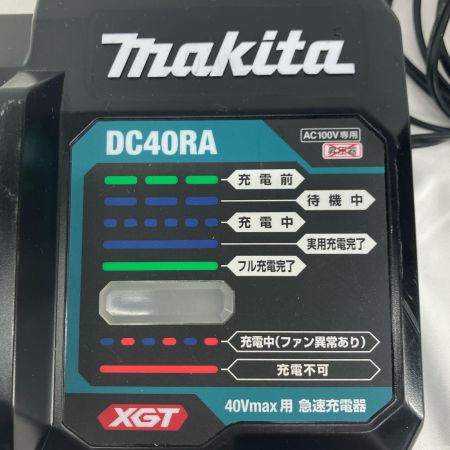 makita
DC40RA
AC100V専用
昇圧器
充電前
待機中
充電中
実用充電完了
フル充電完了
充電中(ファン異常あり)
充電不可
XGT
40Vmax用 急速充電器